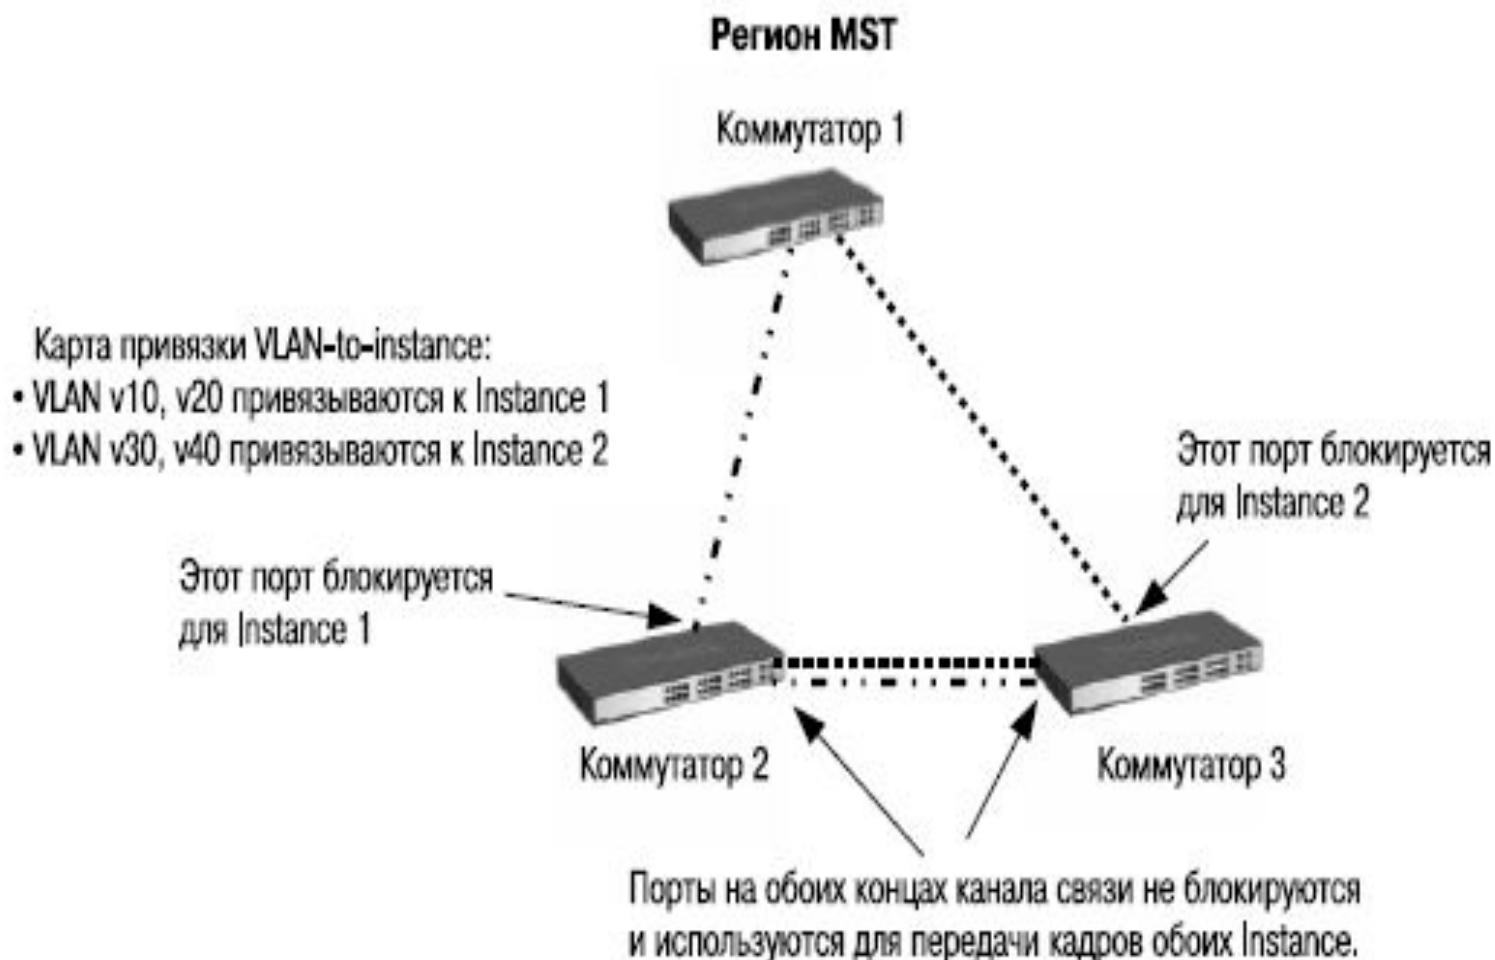 Регион MST
Коммутатор 1
Карта привязки VLAN-to-instance:
• VLAN v10, v20 привязываются к Instance 1
• VLAN v30, v40 привязываются к Instance 2
Этот порт блокируется
для Instance 2
Этот порт блокируется
для Instance 1
Коммутатор 2
Коммутатор 3
Порты на обоих концах канала связи не блокируются
и используются для передачи кадров обоих Instance.